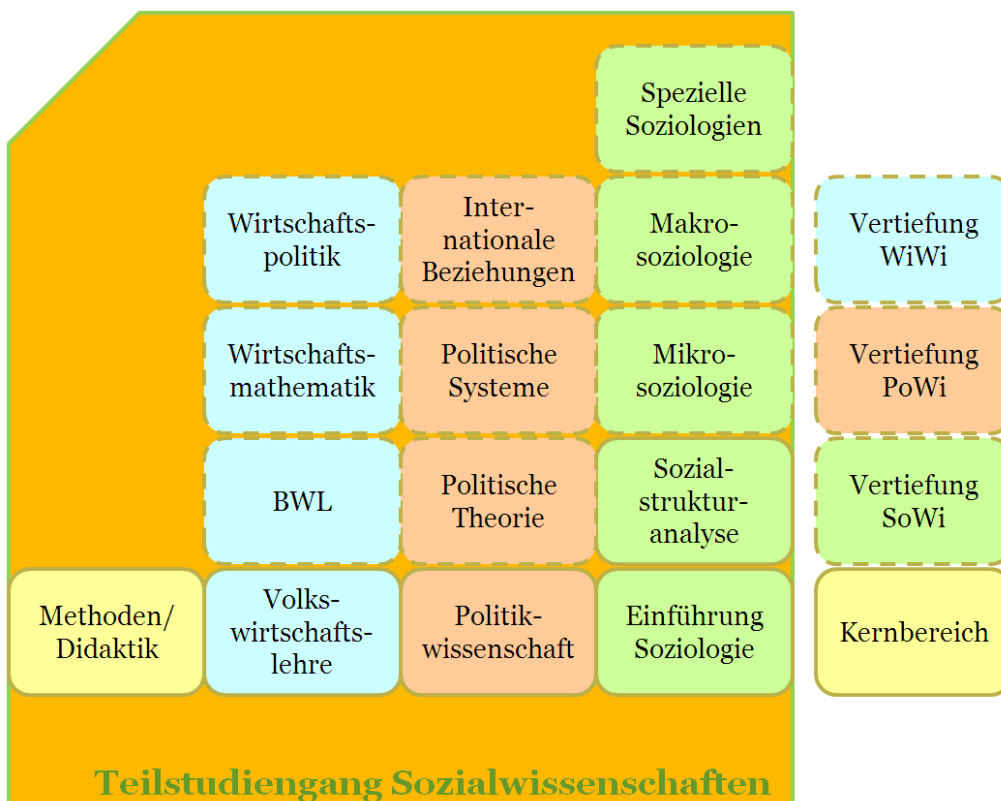 Spezielle
Soziologien
Wirtschafts-
politik
Inter-
nationale
Beziehungen
Makro-
soziologie
Vertiefung
WiWi
Wirtschafts-
mathematik
Politische
Systeme
Mikro-
soziologie
Vertiefung
PoWi
BWL
Politische
Theorie
Sozial-
struktur-
analyse
Vertiefung
SoWi
Methoden/
Didaktik
Volks-
wirtschafts-
lehre
Politik-
wissenschaft
Einführung
Soziologie
Kernbereich
Teilstudiengang Sozialwissenschaften